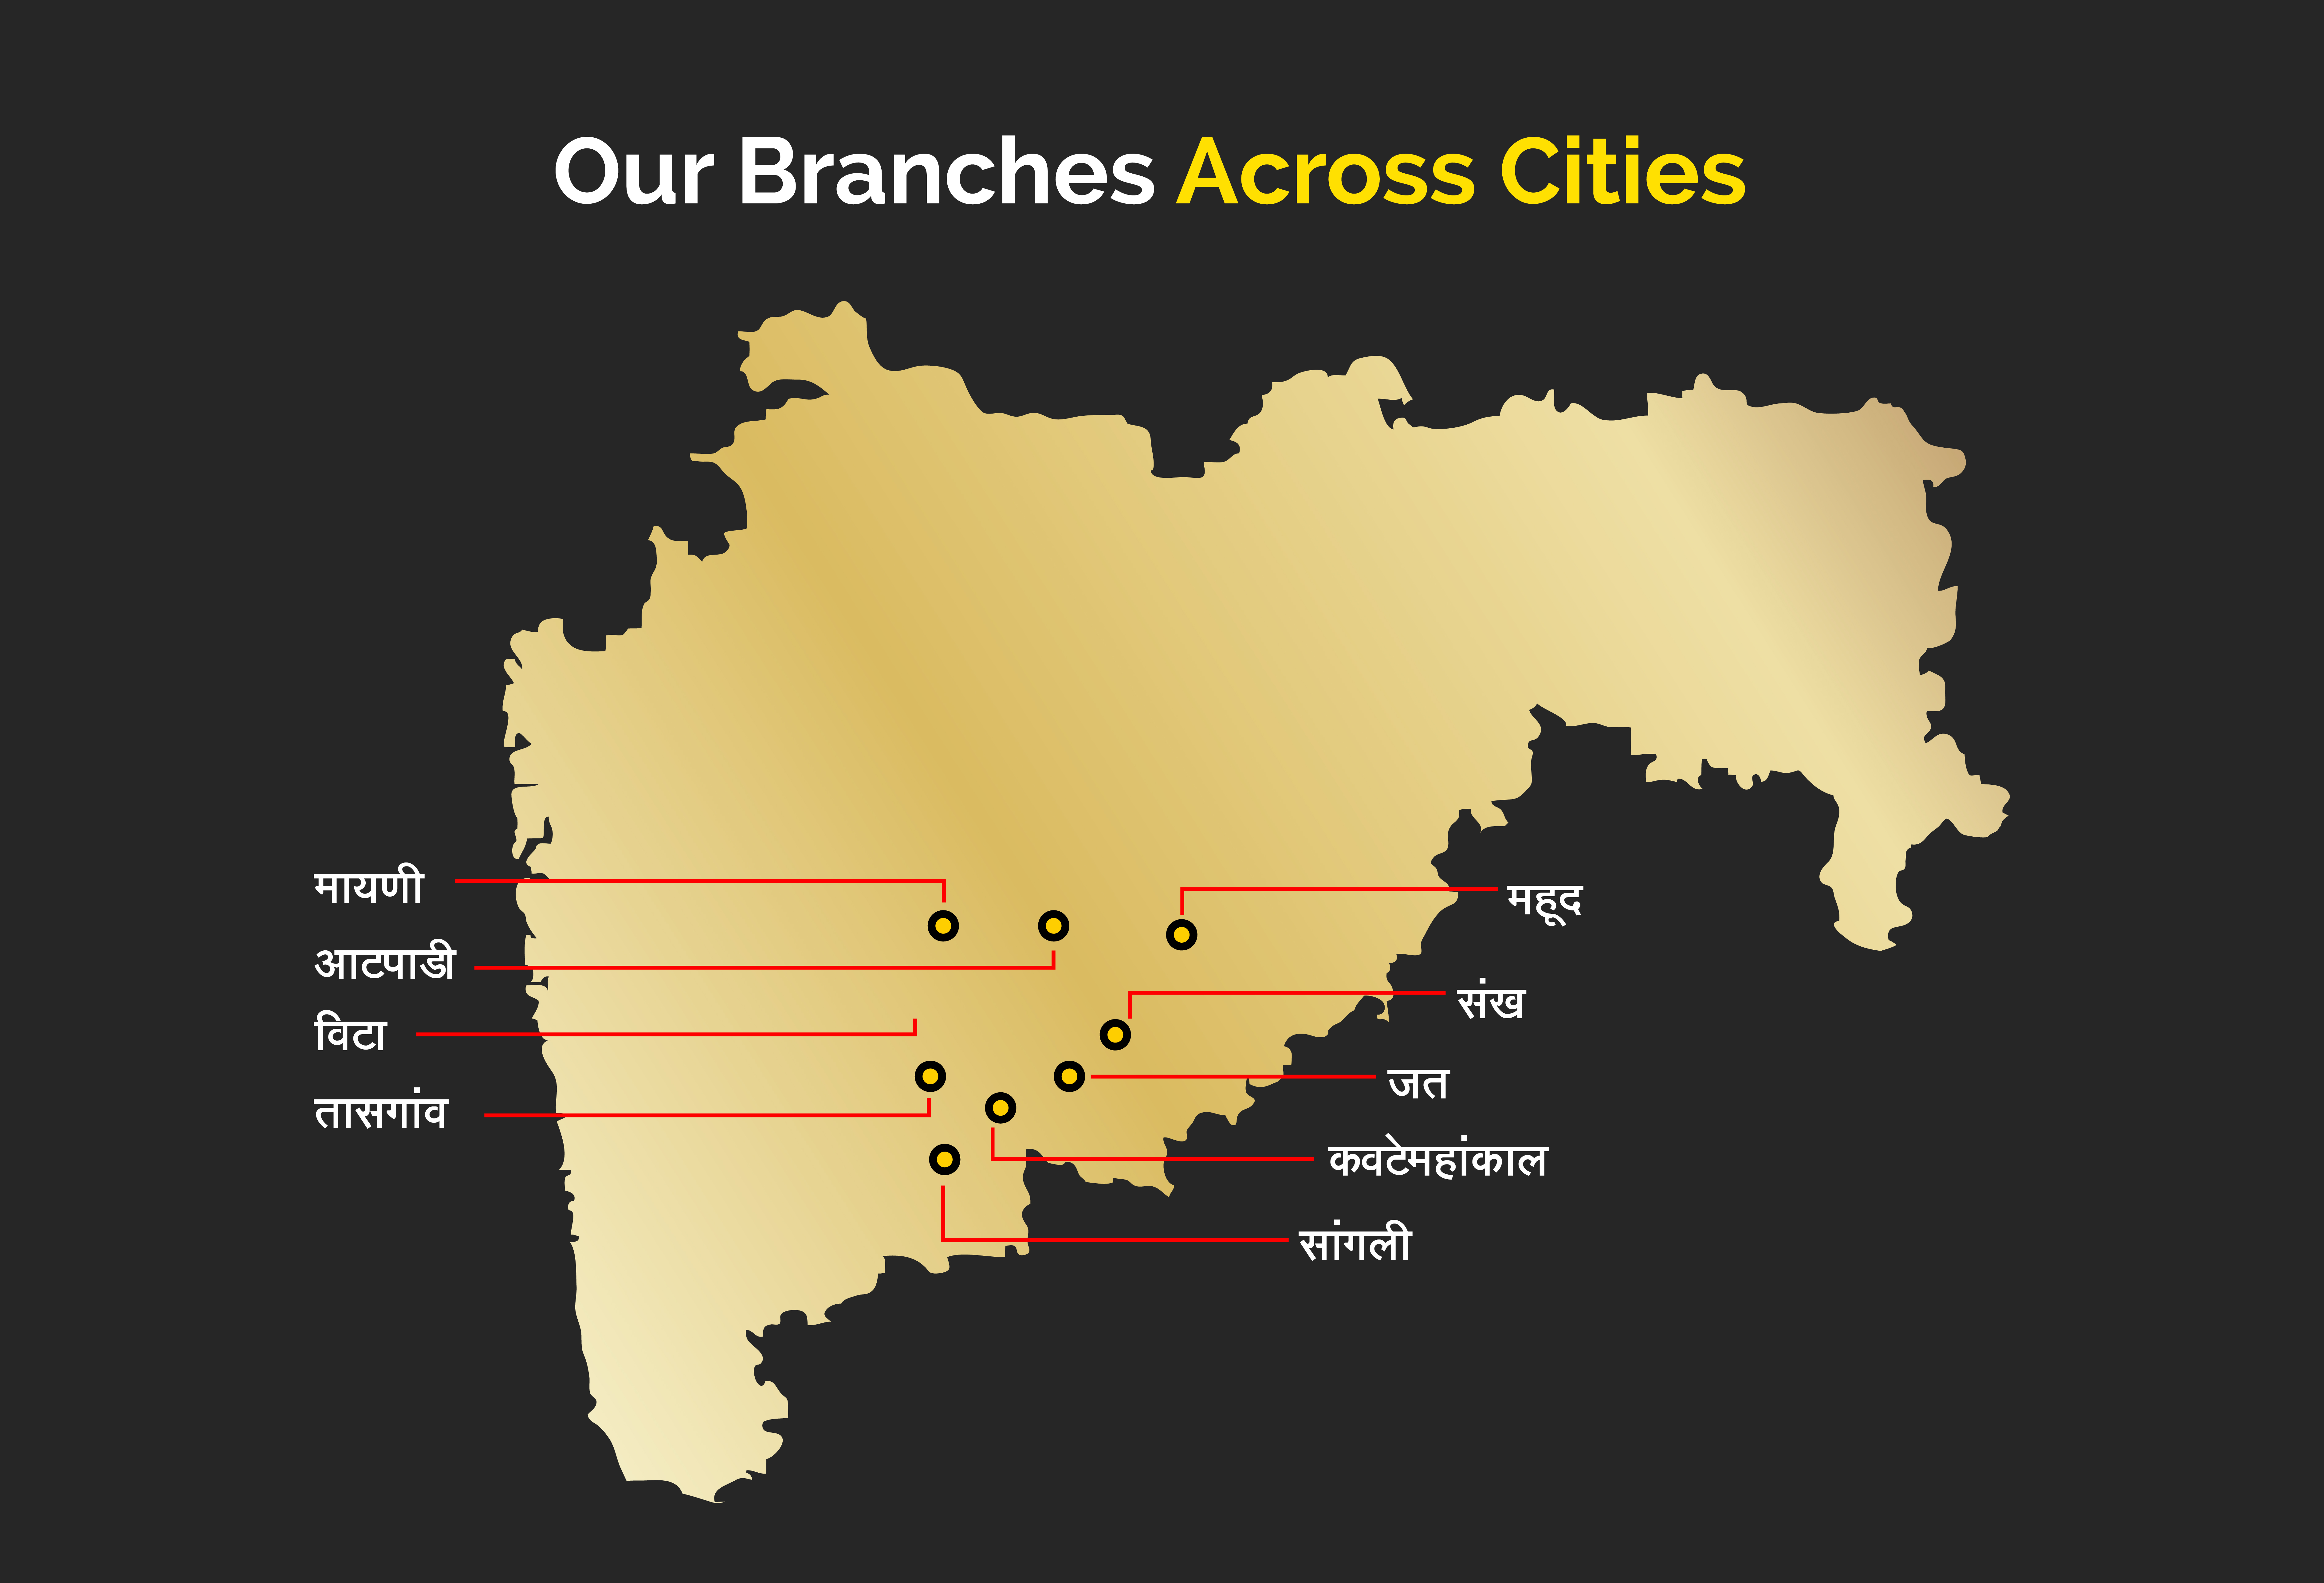 Our Branches Across Cities
मायणी
आटपाडी
विटा
तासगांव
महूद
संख
जत
कवटेमहांकाल
सांगली